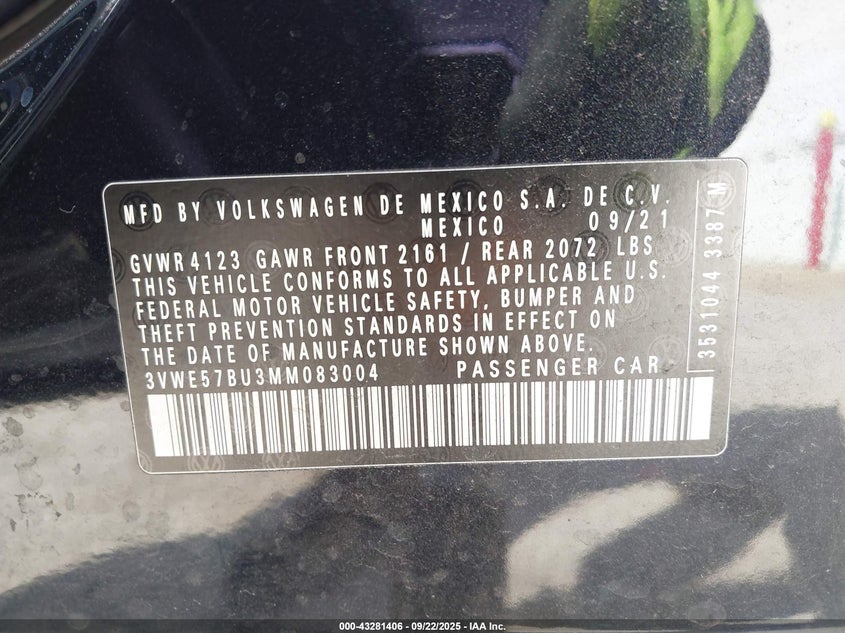 MFD BY VOLKSWAGEN DE MEXICO S.A. DE C.V.
MEXICO 09/21
GVWR 4123 GAWR FRONT 2161 / REAR 2072 LBS
THIS VEHICLE CONFORMS TO ALL APPLICABLE U.S.
FEDERAL MOTOR VEHICLE SAFETY, BUMPER AND
THEFT PREVENTION STANDARDS IN EFFECT ON
THE DATE OF MANUFACTURE SHOWN ABOVE.
3VWE57BU3MM083004 PASSENGER CAR
3531044 3387 M
000-43281406 - 09/22/2025 - IAA Inc.